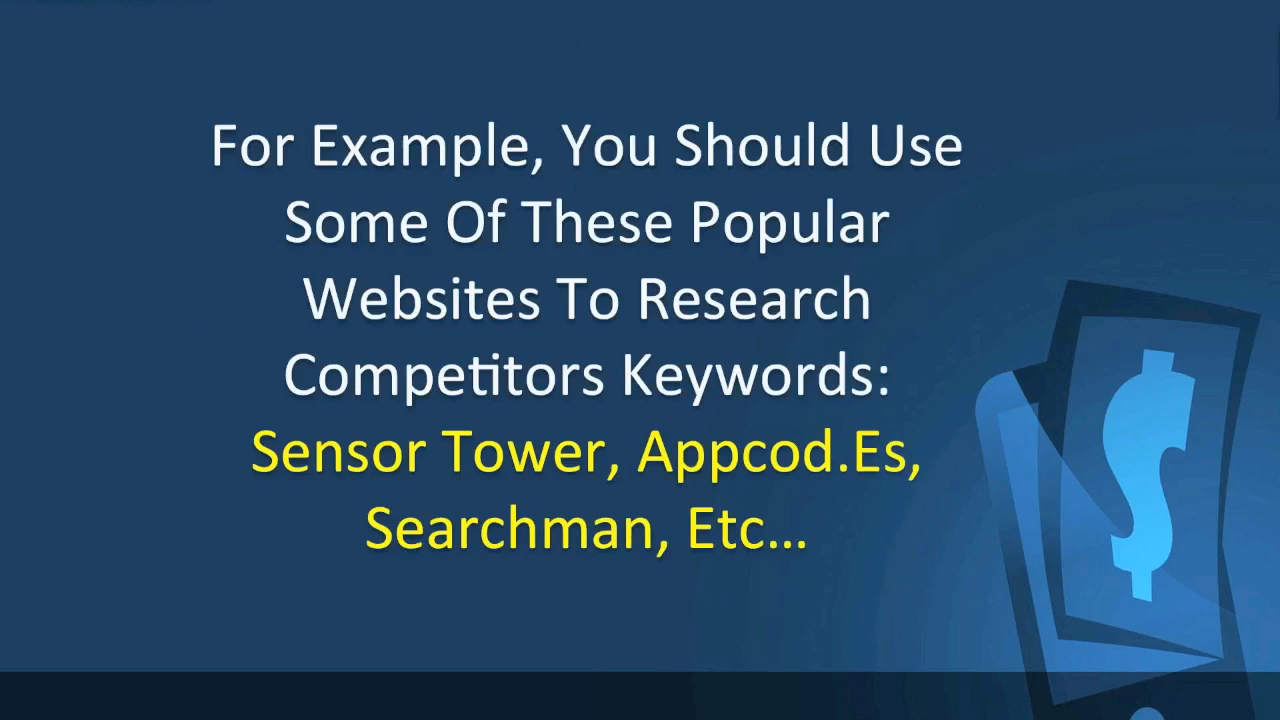 For Example, You Should Use
Some Of These Popular
Websites To Research
Competitors Keywords:
Sensor Tower, Appcod.Es,
Searchman, Etc…